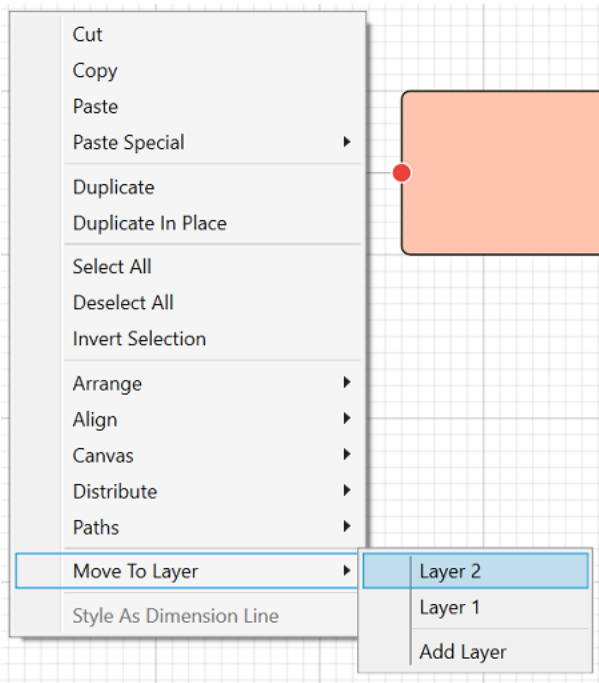 Cut
Copy
Paste
Paste Special
Duplicate
Duplicate In Place
Select All
Deselect All
Invert Selection
Arrange
Align
Canvas
Distribute
Paths
Move To Layer
Style As Dimension Line
Layer 2
Layer 1
Add Layer